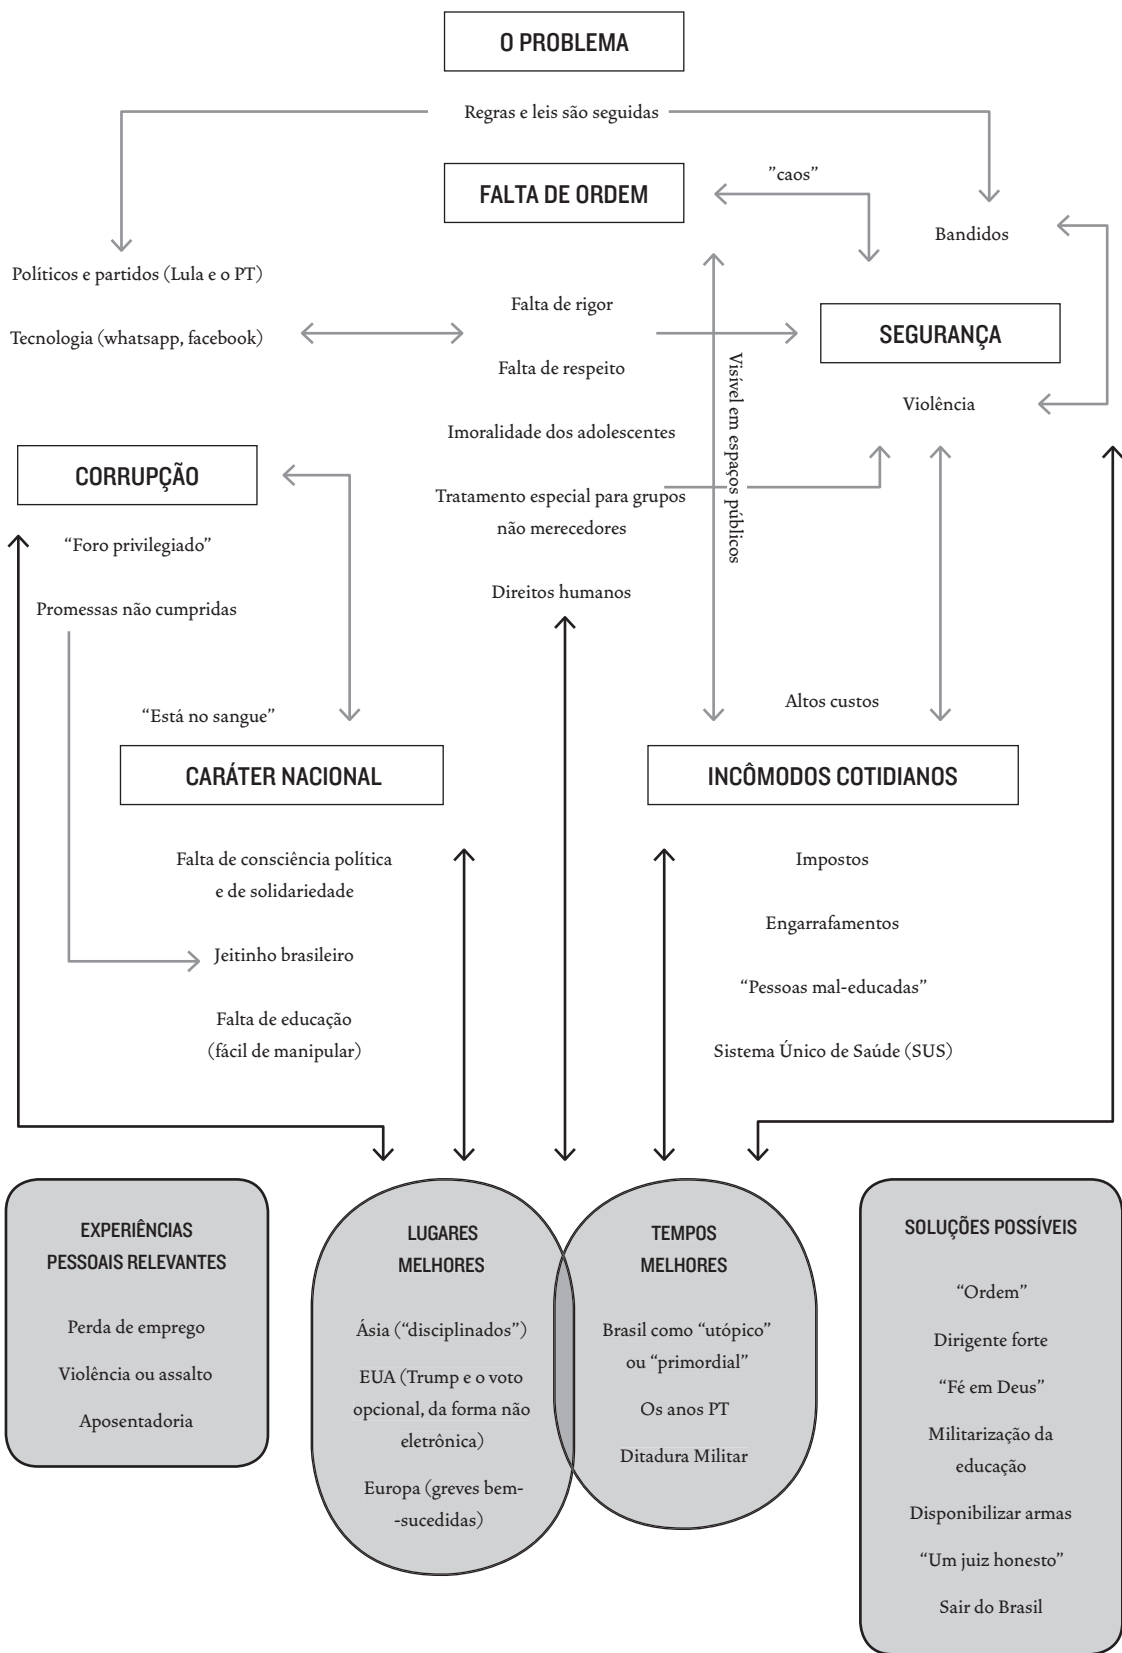 O PROBLEMA
Regras e leis são seguidas
FALTA DE ORDEM
”caos”
Bandidos
Políticos e partidos (Lula e o PT)
Tecnologia (whatsapp, facebook)
Falta de rigor
Falta de respeito
Imoralidade dos adolescentes
Tratamento especial para grupos
não merecedores
Direitos humanos
Visível em espaços públicos
SEGURANÇA
Violência
CORRUPÇÃO
“Foro privilegiado”
Promessas não cumpridas
“Está no sangue”
CARÁTER NACIONAL
Falta de consciência política
e de solidariedade
Jeitinho brasileiro
Falta de educação
(fácil de manipular)
Altos custos
INCÔMODOS COTIDIANOS
Impostos
Engarrafamentos
“Pessoas mal-educadas”
Sistema Único de Saúde (SUS)
EXPERIÊNCIAS
PESSOAIS RELEVANTES
Perda de emprego
Violência ou assalto
Aposentadoria
LUGARES
MELHORES
Ásia (“disciplinados”)
EUA (Trump e o voto
opcional, da forma não
eletrônica)
Europa (greves bem-
-sucedidas)
TEMPOS
MELHORES
Brasil como “utópico”
ou “primordial”
Os anos PT
Ditadura Militar
SOLUÇÕES POSSÍVEIS
“Ordem”
Dirigente forte
“Fé em Deus”
Militarização da
educação
Disponibilizar armas
“Um juiz honesto”
Sair do Brasil